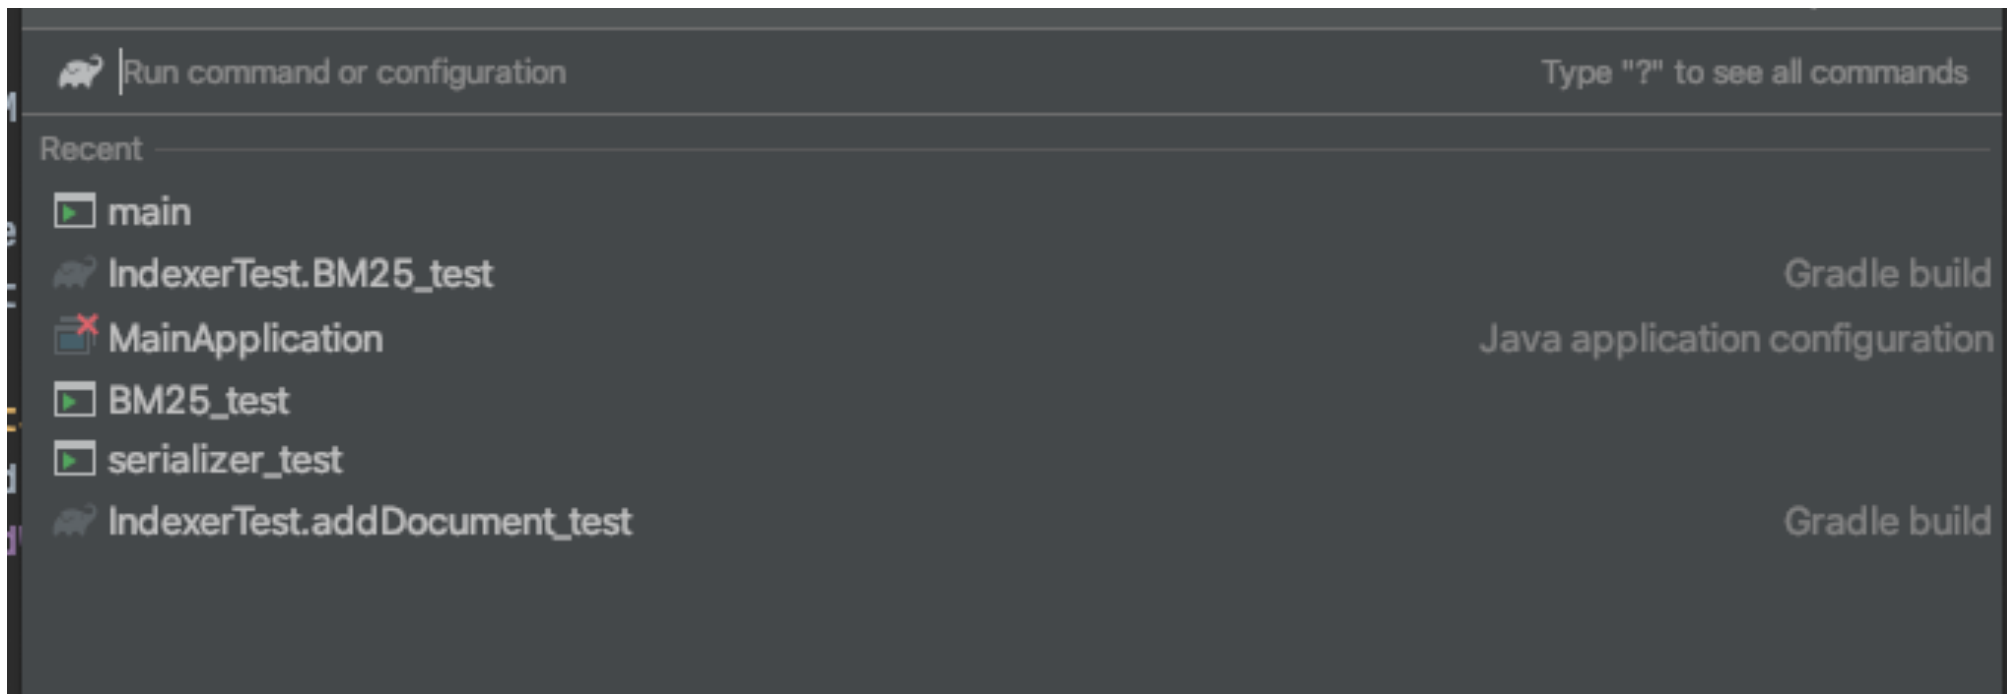 Run command or configuration Type "?" to see all commands
Recent
main
IndexerTest.BM25_test Gradle build
MainApplication Java application configuration
BM25_test
serializer_test
IndexerTest.addDocument_test Gradle build